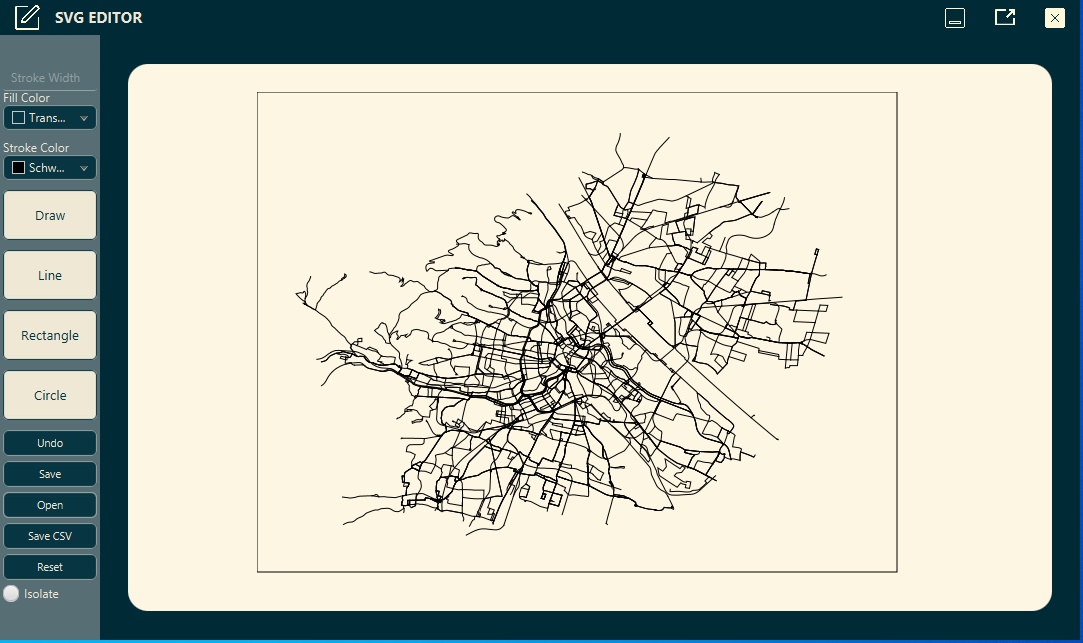 SVG EDITOR
Stroke Width
Fill Color
Trans...
Stroke Color
Schw...
Draw
Line
Rectangle
Circle
Undo
Save
Open
Save CSV
Reset
Isolate